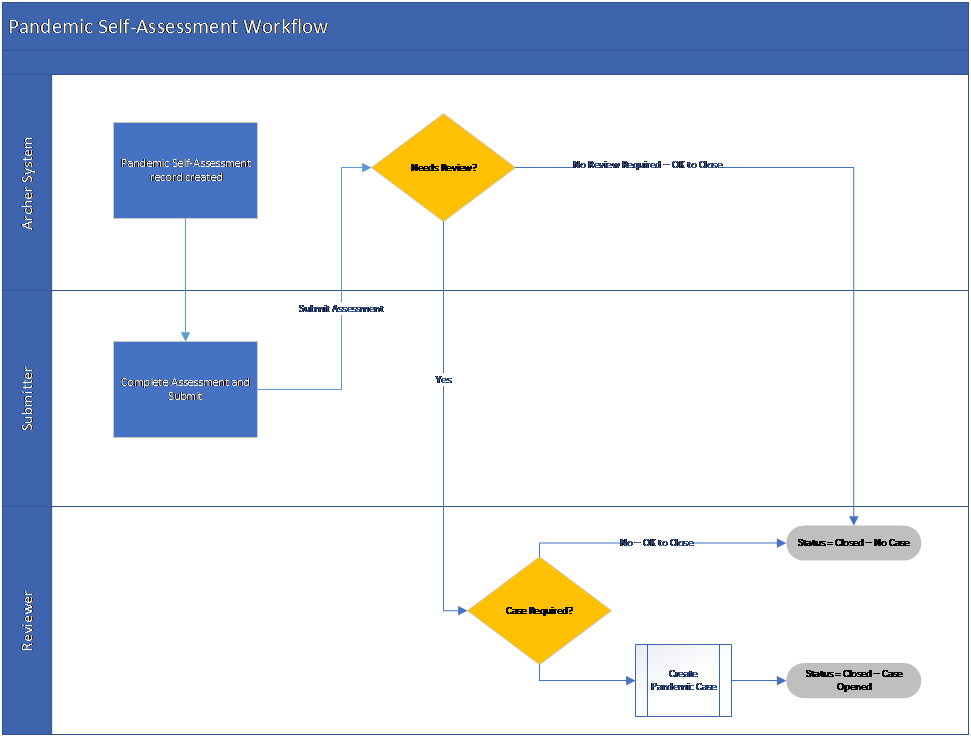 Pandemic Self-Assessment Workflow
Archer System
Pandemic Self-Assessment
record created
Needs Review?
No Review Required – OK to Close
Submitter
Submit Assessment
Complete Assessment and
Submit
Yes
Reviewer
No – OK to Close
Status = Closed – No Case
Case Required?
Create
Pandemic Case
Status = Closed – Case
Opened